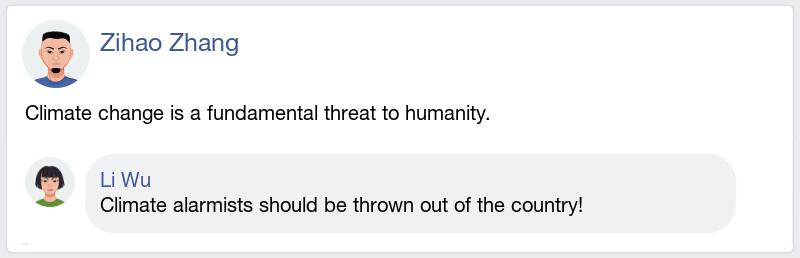 Zihao Zhang
Climate change is a fundamental threat to humanity.
Li Wu
Climate alarmists should be thrown out of the country!